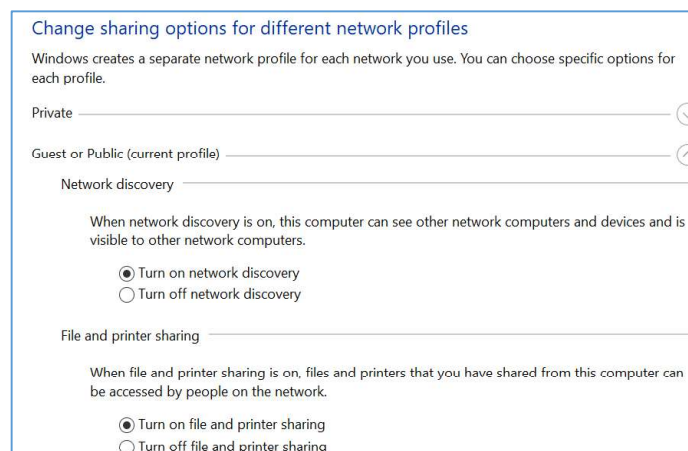 Change sharing options for different network profiles
Windows creates a separate network profile for each network you use. You can choose specific options for
each profile.
Private
Guest or Public (current profile)
Network discovery
When network discovery is on, this computer can see other network computers and devices and is
visible to other network computers.
Turn on network discovery
Turn off network discovery
File and printer sharing
When file and printer sharing is on, files and printers that you have shared from this computer can
be accessed by people on the network.
Turn on file and printer sharing
Turn off file and printer sharing